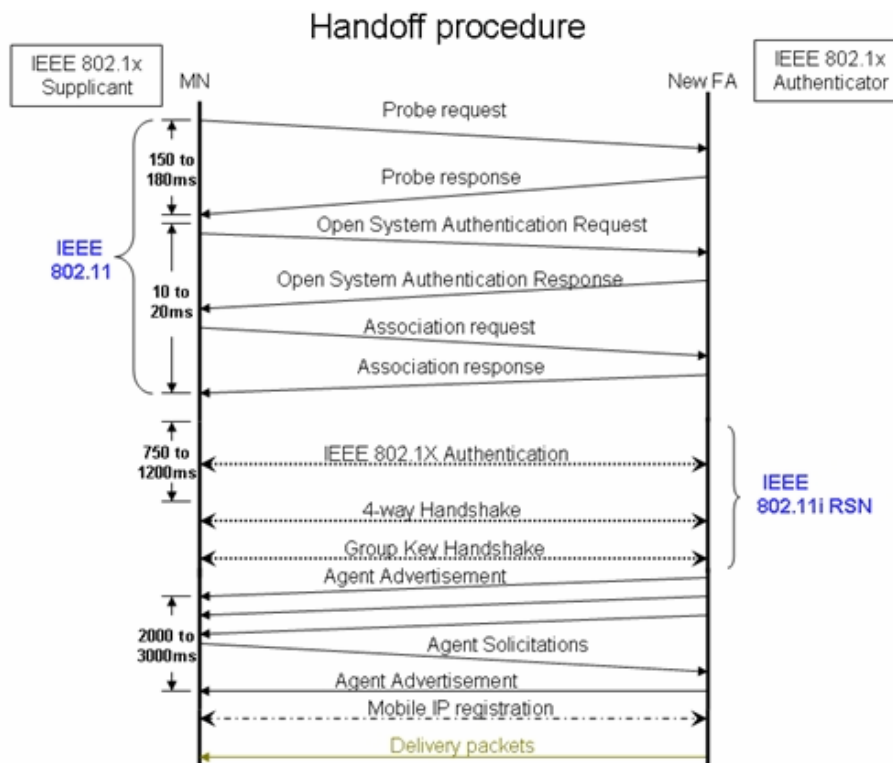 Handoff procedure
IEEE 802.1x
Supplicant
MN
New FA
IEEE 802.1x
Authenticator
Probe request
150 to
180ms
Probe response
Open System Authentication Request
IEEE
802.11
Open System Authentication Response
10 to
20ms
Association request
Association response
750 to
1200ms
IEEE 802.1X Authentication
IEEE
802.11i RSN
4-way Handshake
Group Key Handshake
Agent Advertisement
2000 to
3000ms
Agent Solicitations
Agent Advertisement
Mobile IP registration
Delivery packets